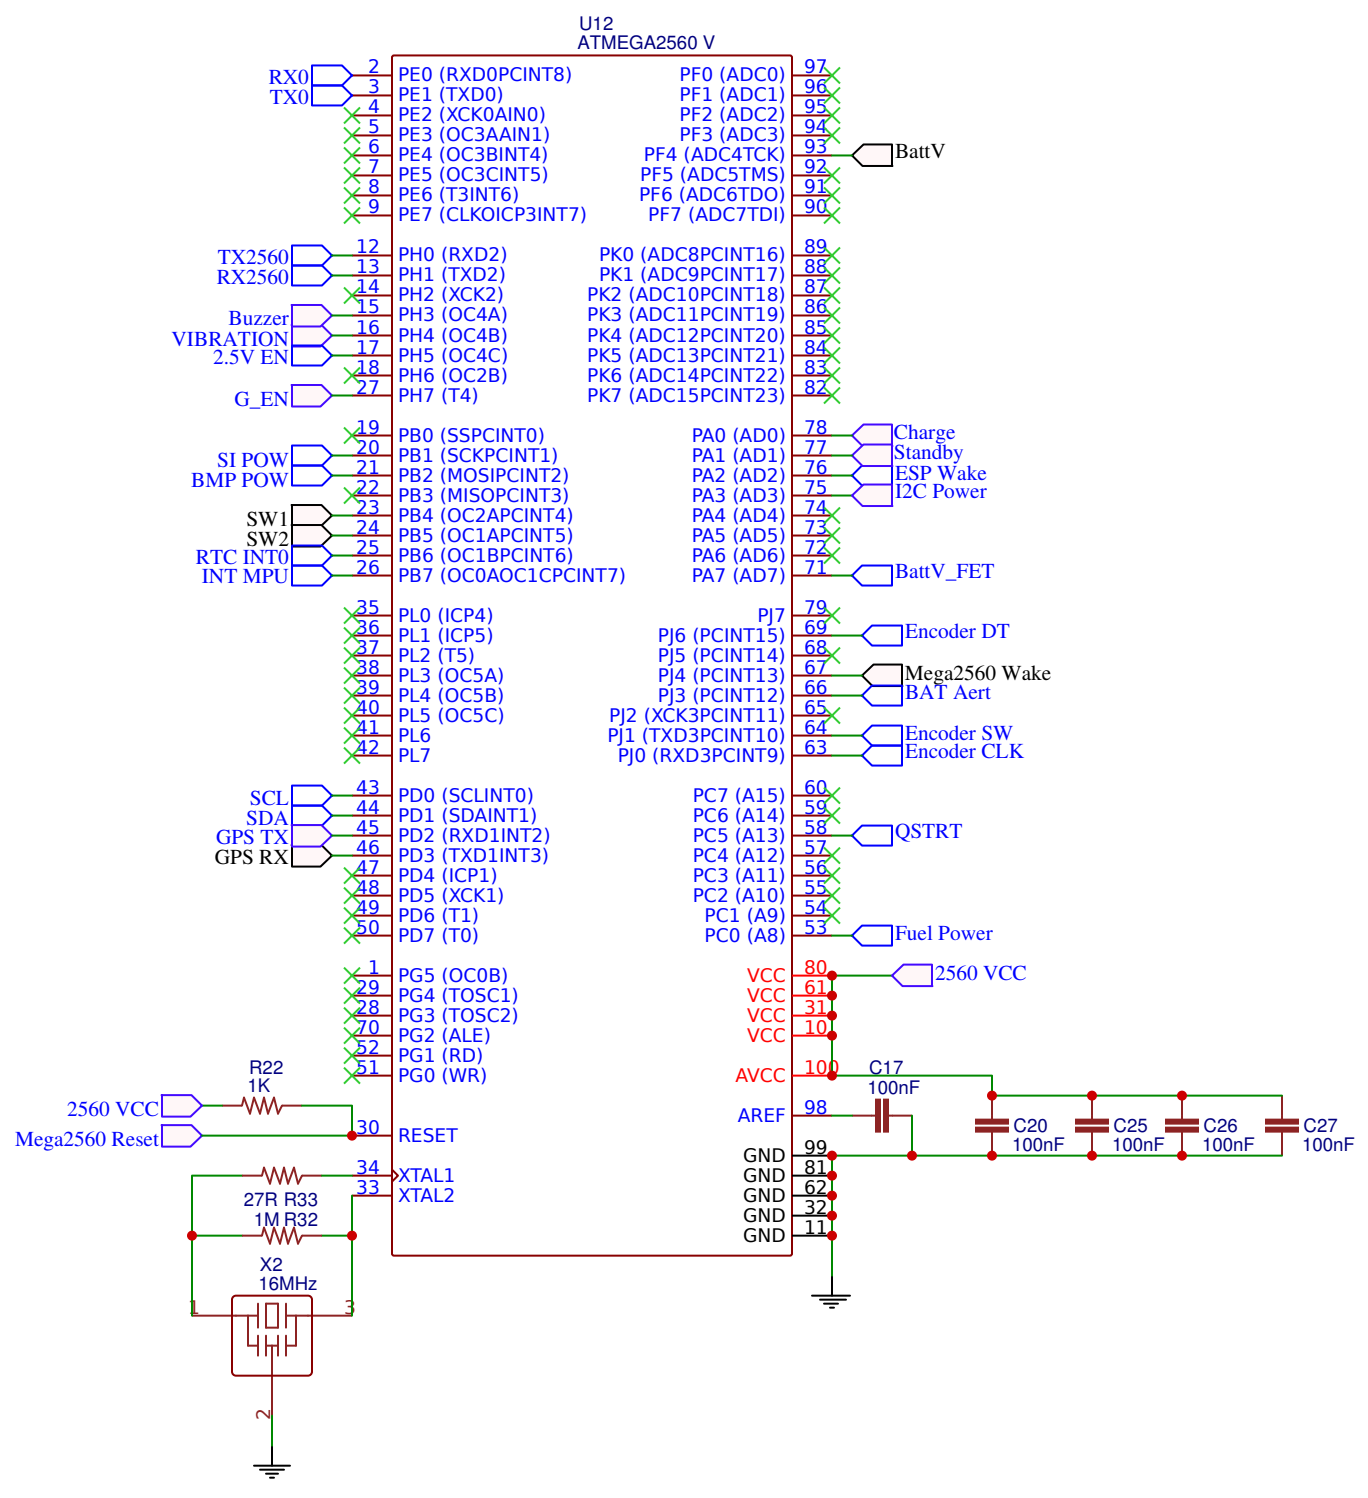 U12
ATMEGA2560 V
RX0 2 PE0 (RXD0PCINT8) PF0 (ADC0) 97
TX0 3 PE1 (TXD0) PF1 (ADC1) 96
4 PE2 (XCK0AIN0) PF2 (ADC2) 95
5 PE3 (OC3AAIN1) PF3 (ADC3) 94
6 PE4 (OC3BINT4) PF4 (ADC4TCK) 93 BattV
7 PE5 (OC3CINT5) PF5 (ADC5TMS) 92
8 PE6 (T3INT6) PF6 (ADC6TDO) 91
9 PE7 (CLKOICP3INT7) PF7 (ADC7TDI) 90
TX2560 12 PH0 (RXD2) PK0 (ADC8PCINT16) 89
RX2560 13 PH1 (TXD2) PK1 (ADC9PCINT17) 88
14 PH2 (XCK2) PK2 (ADC10PCINT18) 87
Buzzer 15 PH3 (OC4A) PK3 (ADC11PCINT19) 86
VIBRATION 16 PH4 (OC4B) PK4 (ADC12PCINT20) 85
2.5V EN 17 PH5 (OC4C) PK5 (ADC13PCINT21) 84
18 PH6 (OC2B) PK6 (ADC14PCINT22) 83
G_EN 27 PH7 (T4) PK7 (ADC15PCINT23) 82
19 PB0 (SSPCINT0) PA0 (AD0) 78 Charge
SI POW 20 PB1 (SCKPCINT1) PA1 (AD1) 77 Standby
BMP POW 21 PB2 (MOSIPCINT2) PA2 (AD2) 76 ESP Wake
22 PB3 (MISOPCINT3) PA3 (AD3) 75 I2C Power
SW1 23 PB4 (OC2APCINT4) PA4 (AD4) 74
SW2 24 PB5 (OC1APCINT5) PA5 (AD5) 73
RTC INT0 25 PB6 (OC1BPCINT6) PA6 (AD6) 72
INT MPU 26 PB7 (OC0AOC1CPCINT7) PA7 (AD7) 71 BattV_FET
35 PL0 (ICP4) PJ7 79
36 PL1 (ICP5) PJ6 (PCINT15) 69 Encoder DT
37 PL2 (T5) PJ5 (PCINT14) 68
38 PL3 (OC5A) PJ4 (PCINT13) 67 Mega2560 Wake
39 PL4 (OC5B) PJ3 (PCINT12) 66 BAT Aert
40 PL5 (OC5C) PJ2 (XCK3PCINT11) 65
41 PL6 PJ1 (TXD3PCINT10) 64 Encoder SW
42 PL7 PJ0 (RXD3PCINT9) 63 Encoder CLK
SCL 43 PD0 (SCLINT0) PC7 (A15) 60
SDA 44 PD1 (SDAINT1) PC6 (A14) 59
GPS TX 45 PD2 (RXD1INT2) PC5 (A13) 58 QSTRT
GPS RX 46 PD3 (TXD1INT3) PC4 (A12) 57
47 PD4 (ICP1) PC3 (A11) 56
48 PD5 (XCK1) PC2 (A10) 55
49 PD6 (T1) PC1 (A9) 54
50 PD7 (T0) PC0 (A8) 53 Fuel Power
1 PG5 (OC0B) VCC 80 2560 VCC
29 PG4 (TOSC1) VCC 61
28 PG3 (TOSC2) VCC 31
70 PG2 (ALE) VCC 10
52 PG1 (RD)
51 PG0 (WR) AVCC 100
R22
1K
C17
100nF
2560 VCC
AREF 98
Mega2560 Reset 30 RESET
C20
100nF
C25
100nF
C26
100nF
C27
100nF
GND 99
34 XTAL1 GND 81
33 XTAL2 GND 62
GND 32
GND 11
27R R33
1M R32
X2
16MHz
1 3
2